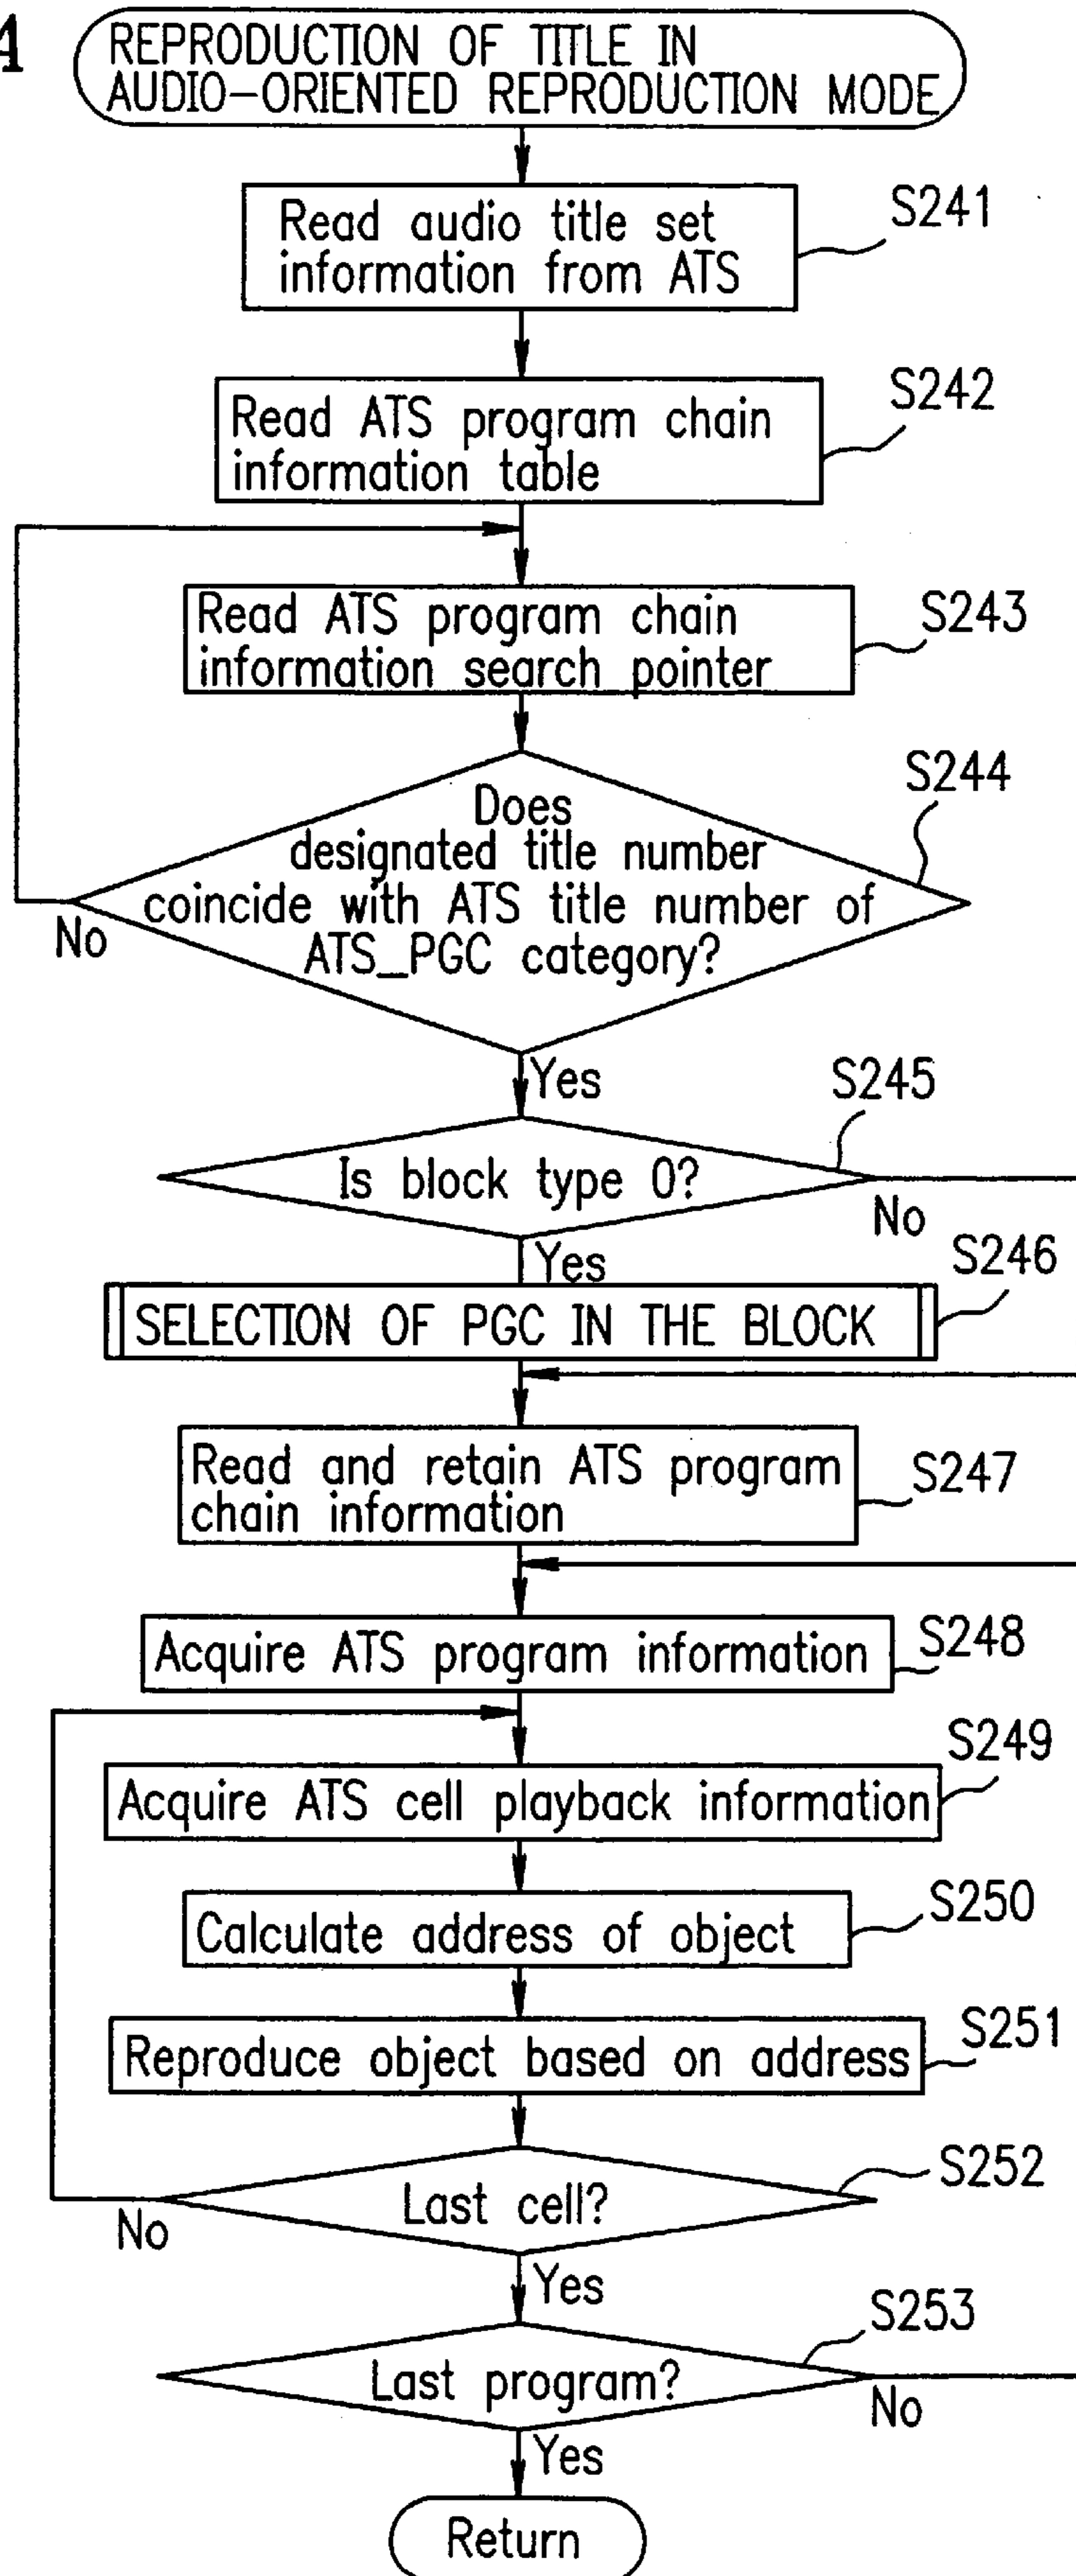 A
REPRODUCTION OF TITLE IN
AUDIO-ORIENTED REPRODUCTION MODE
Read audio title set
information from ATS
S241
Read ATS program chain
information table
S242
Read ATS program chain
information search pointer
S243
Does
designated title number
coincide with ATS title number of
ATS_PGC category?
S244
No
Yes
Is block type 0?
S245
No
Yes
SELECTION OF PGC IN THE BLOCK
S246
Read and retain ATS program
chain information
S247
Acquire ATS program information
S248
Acquire ATS cell playback information
S249
Calculate address of object
S250
Reproduce object based on address
S251
Last cell?
S252
No
Yes
Last program?
S253
No
Yes
Return